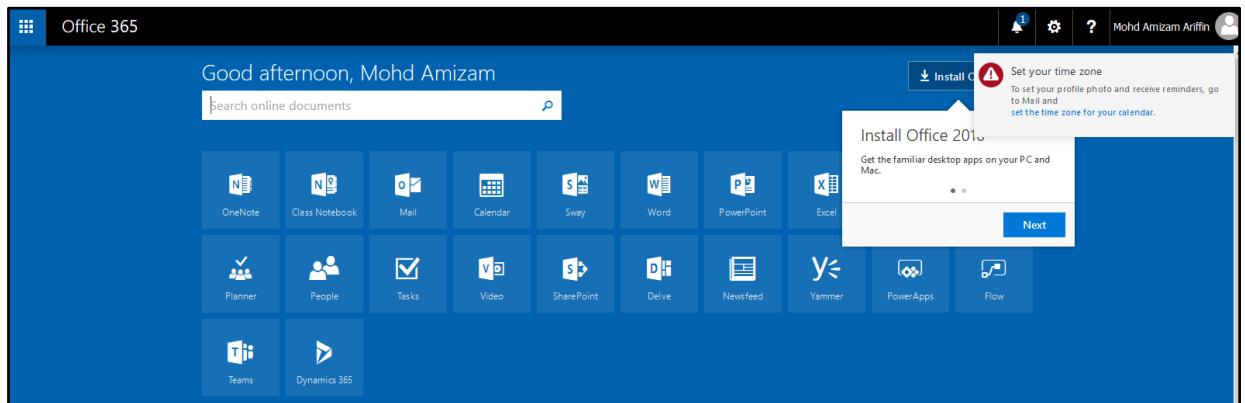 Office 365
1
?
Mohd Amizam Ariffin
Good afternoon, Mohd Amizam
Install
Set your time zone
To set your profile photo and receive reminders, go
to Mail and
set the time zone for your calendar.
Search online documents
Install Office 2016
Get the familiar desktop apps on your PC and
Mac.
Next
OneNote
Class Notebook
Mail
Calendar
Sway
Word
PowerPoint
Excel
Planner
People
Tasks
Video
SharePoint
Delve
Newsfeed
Yammer
PowerApps
Flow
Teams
Dynamics 365